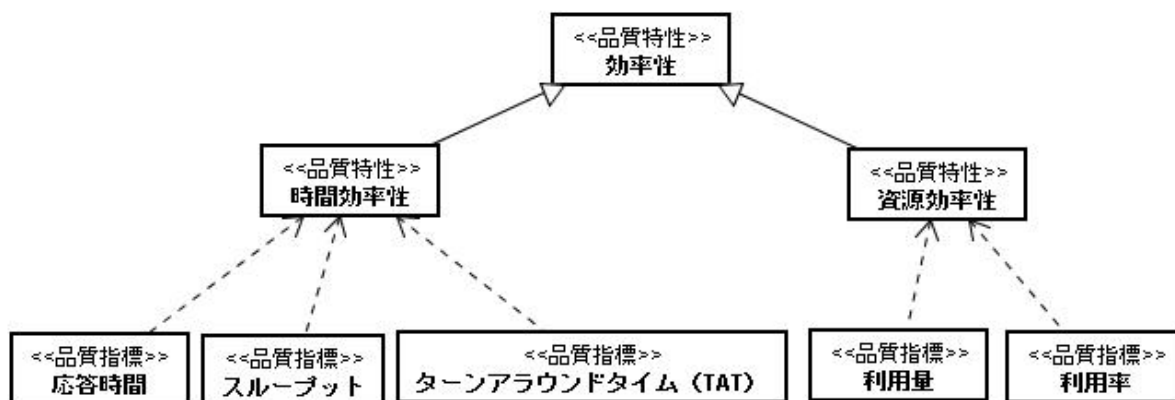 <<品質特性>>
効率性
<<品質特性>>
時間効率性
<<品質特性>>
資源効率性
<<品質指標>>
応答時間
<<品質指標>>
スループット
<<品質指標>>
ターンアラウンドタイム（TAT）
<<品質指標>>
利用量
<<品質指標>>
利用率